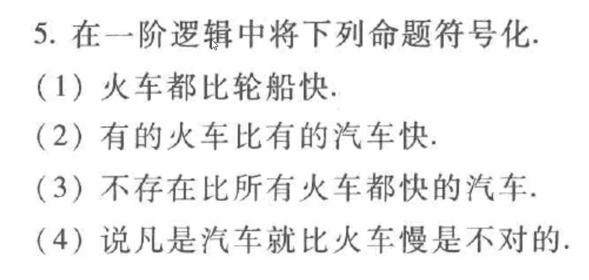 5. 在一阶逻辑中将下列命题符号化.
(1) 火车都比轮船快.
(2) 有的火车比有的汽车快.
(3) 不存在比所有火车都快的汽车.
(4) 说凡是汽车就比火车慢是不对的.